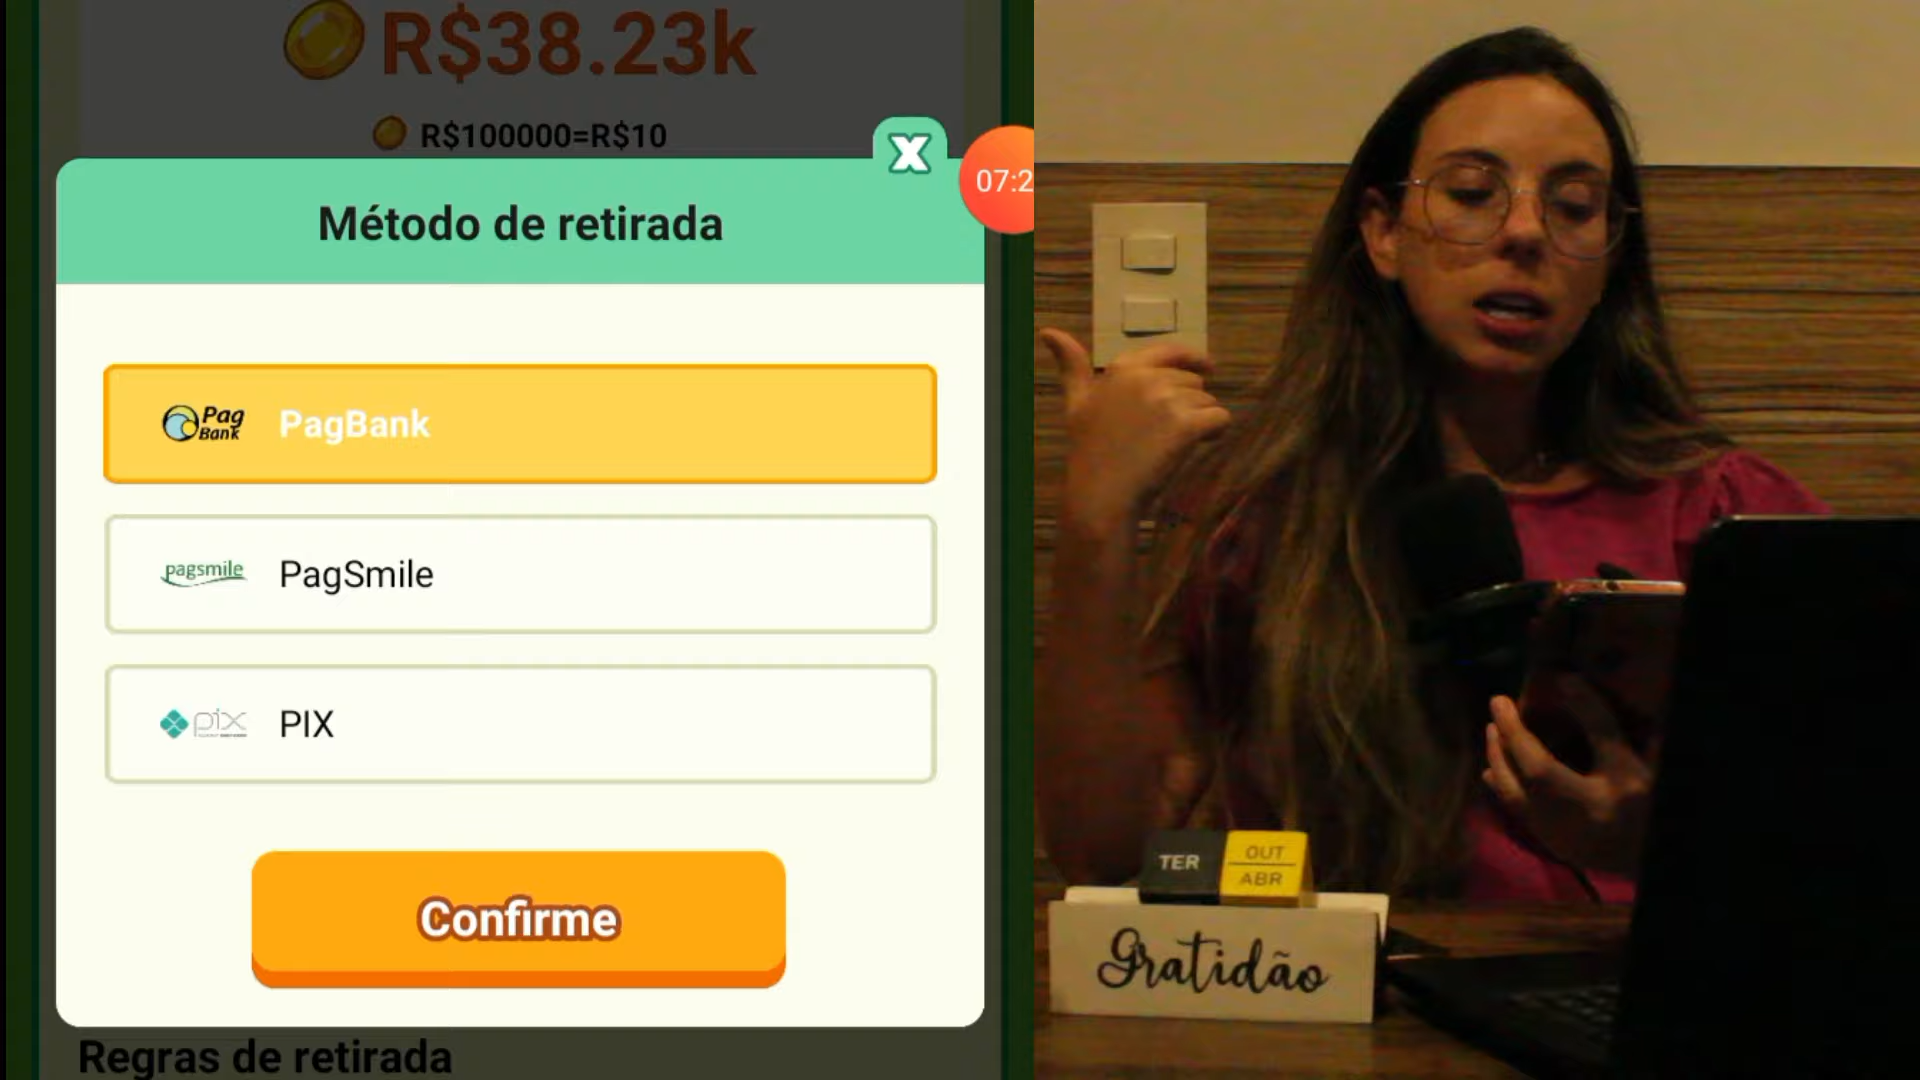 R$38.23k
R$100000=R$10
X
07:2
Método de retirada
Pag
Bank
PagBank
pagsmile
PagSmile
pix
PIX
Confirme
Regras de retirada
TER
OUT
ABR
Gratidão